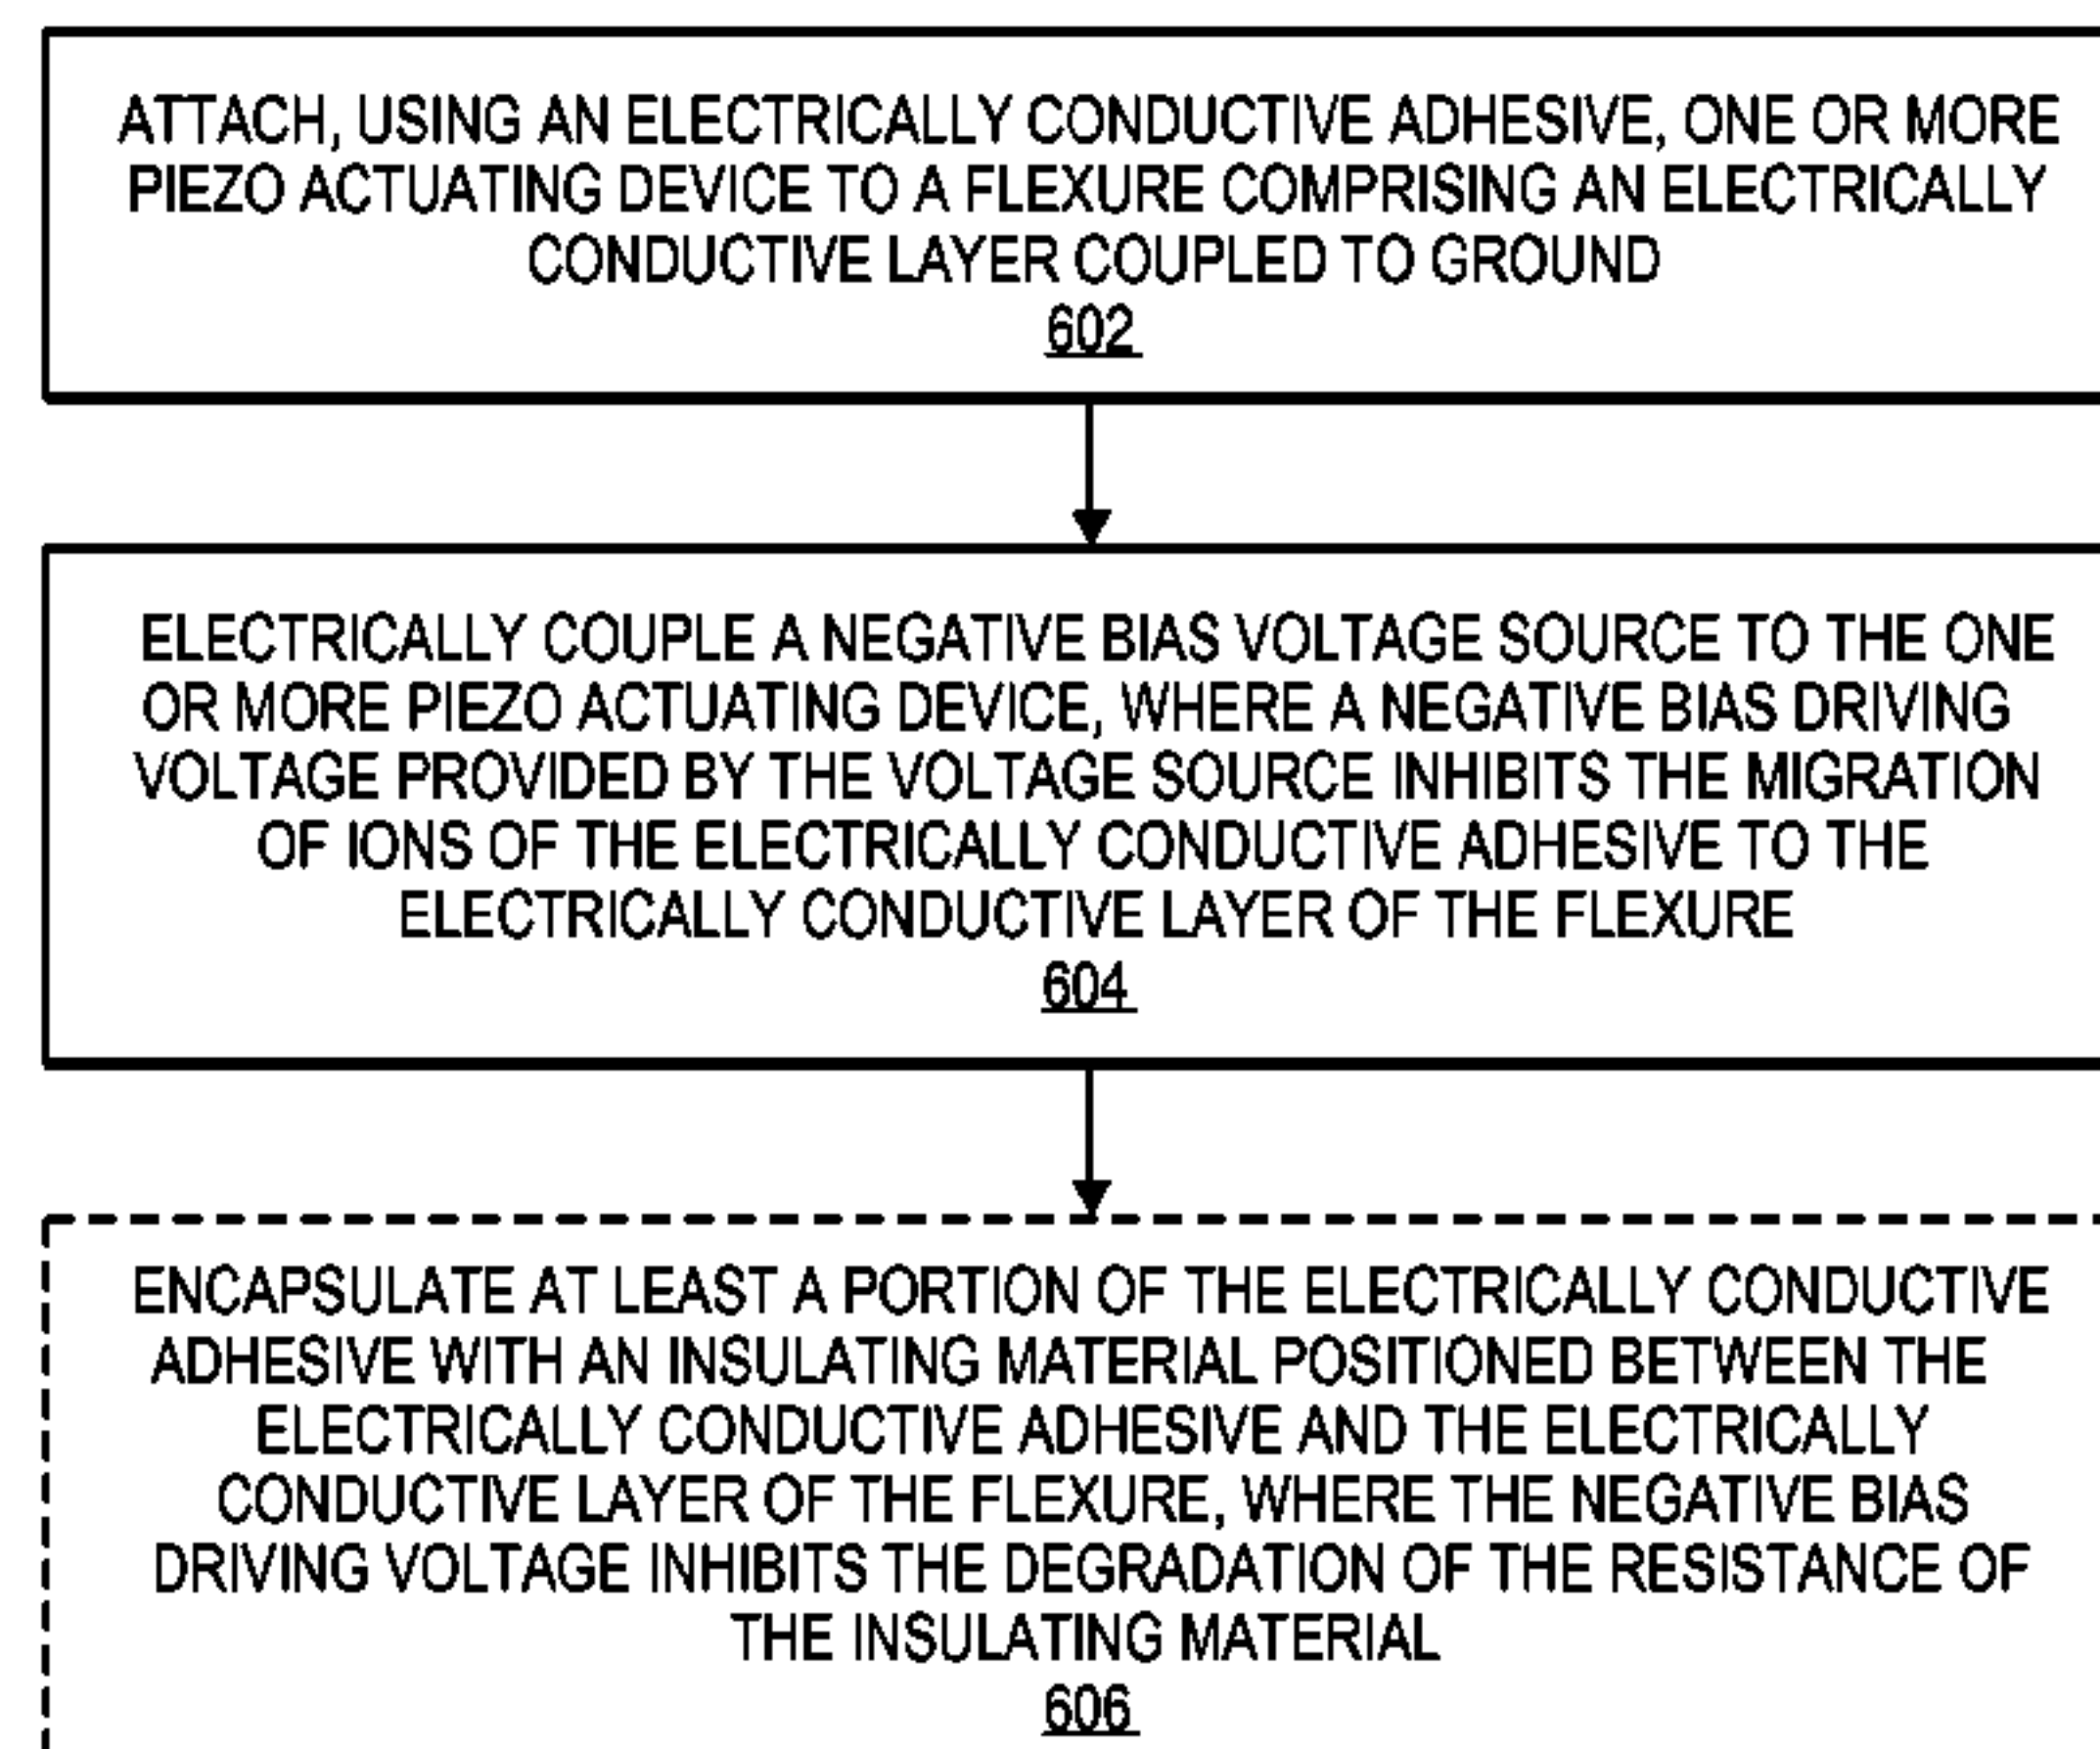 ATTACH, USING AN ELECTRICALLY CONDUCTIVE ADHESIVE, ONE OR MORE
PIEZO ACTUATING DEVICE TO A FLEXURE COMPRISING AN ELECTRICALLY
CONDUCTIVE LAYER COUPLED TO GROUND
602
ELECTRICALLY COUPLE A NEGATIVE BIAS VOLTAGE SOURCE TO THE ONE
OR MORE PIEZO ACTUATING DEVICE, WHERE A NEGATIVE BIAS DRIVING
VOLTAGE PROVIDED BY THE VOLTAGE SOURCE INHIBITS THE MIGRATION
OF IONS OF THE ELECTRICALLY CONDUCTIVE ADHESIVE TO THE
ELECTRICALLY CONDUCTIVE LAYER OF THE FLEXURE
604
ENCAPSULATE AT LEAST A PORTION OF THE ELECTRICALLY CONDUCTIVE
ADHESIVE WITH AN INSULATING MATERIAL POSITIONED BETWEEN THE
ELECTRICALLY CONDUCTIVE ADHESIVE AND THE ELECTRICALLY
CONDUCTIVE LAYER OF THE FLEXURE, WHERE THE NEGATIVE BIAS
DRIVING VOLTAGE INHIBITS THE DEGRADATION OF THE RESISTANCE OF
THE INSULATING MATERIAL
606